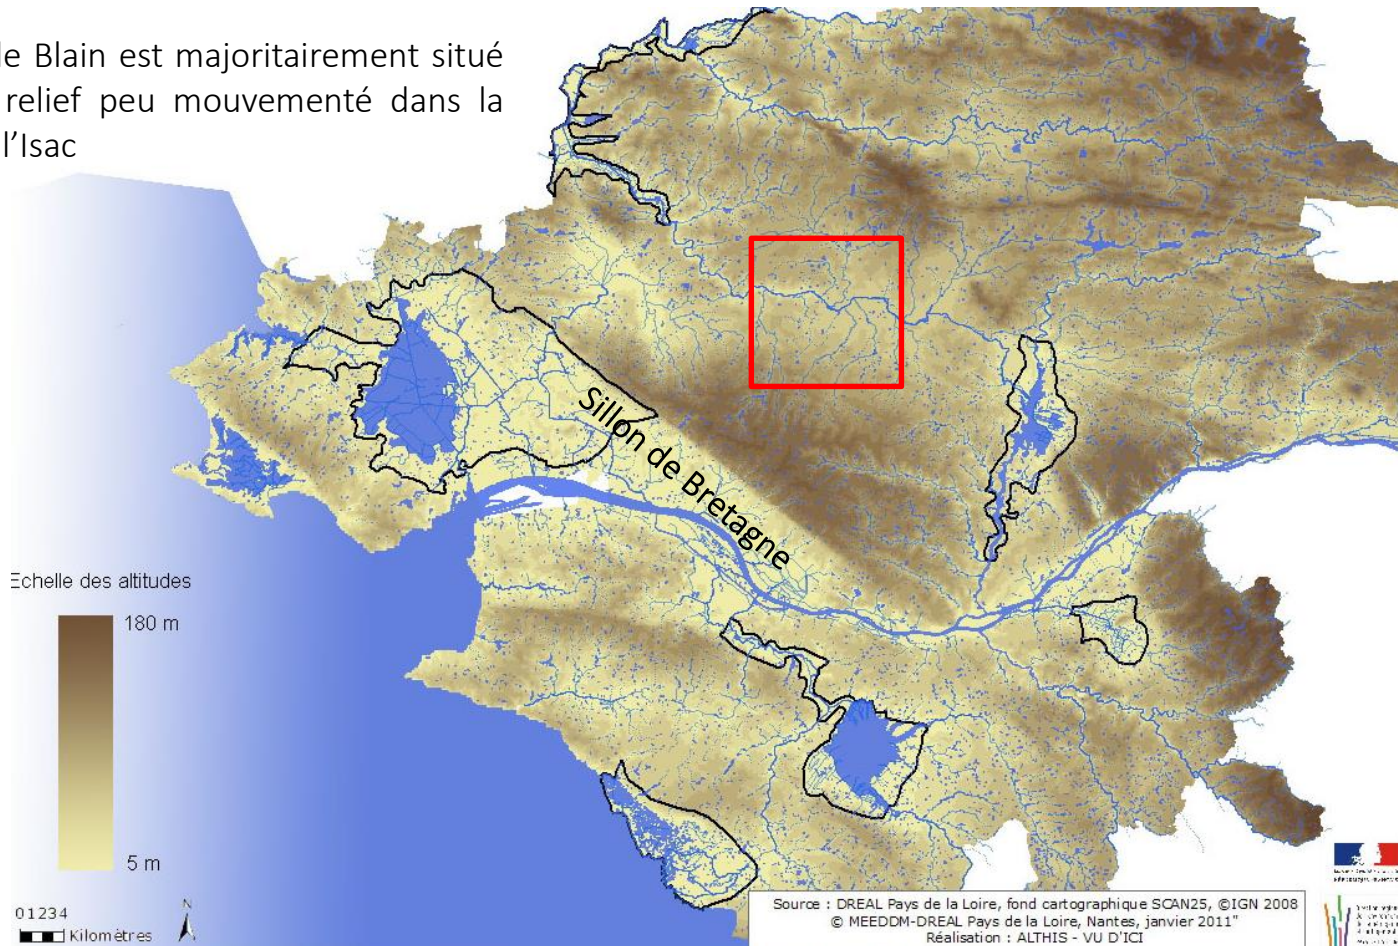 le Blain est majoritairement situé
relief peu mouvementé dans la
l’Isac
Sillon de Bretagne
Echelle des altitudes
180 m
5 m
01234
Kilomètres
N
Source : DREAL Pays de la Loire, fond cartographique SCAN25, ©IGN 2008
© MEEDDM-DREAL Pays de la Loire, Nantes, janvier 2011"
Réalisation : ALTHIS - VU D'ICI